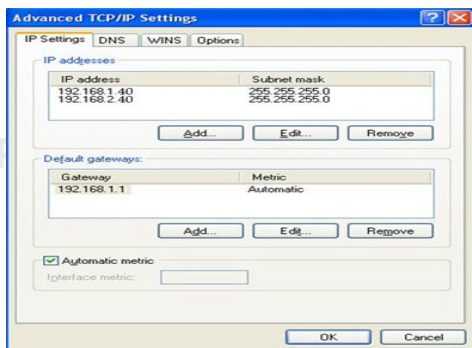 Advanced TCP/IP Settings
IP Settings DNS WINS Options
IP addresses
IP address Subnet mask
192.168.1.40 255.255.255.0
192.168.2.40 255.255.255.0
Add... Edit... Remove
Default gateways:
Gateway Metric
192.168.1.1 Automatic
Add... Edit... Remove
Automatic metric
Interface metric:
OK Cancel